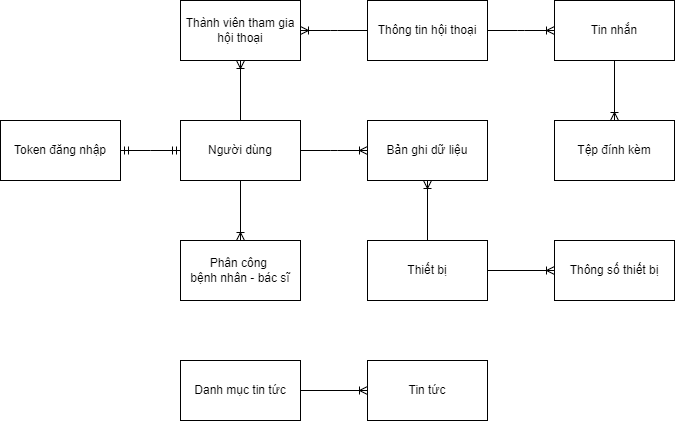 Thành viên tham gia
hội thoại
Thông tin hội thoại
Tin nhắn
Token đăng nhập
Người dùng
Bản ghi dữ liệu
Tệp đính kèm
Phân công
bệnh nhân - bác sĩ
Thiết bị
Thông số thiết bị
Danh mục tin tức
Tin tức